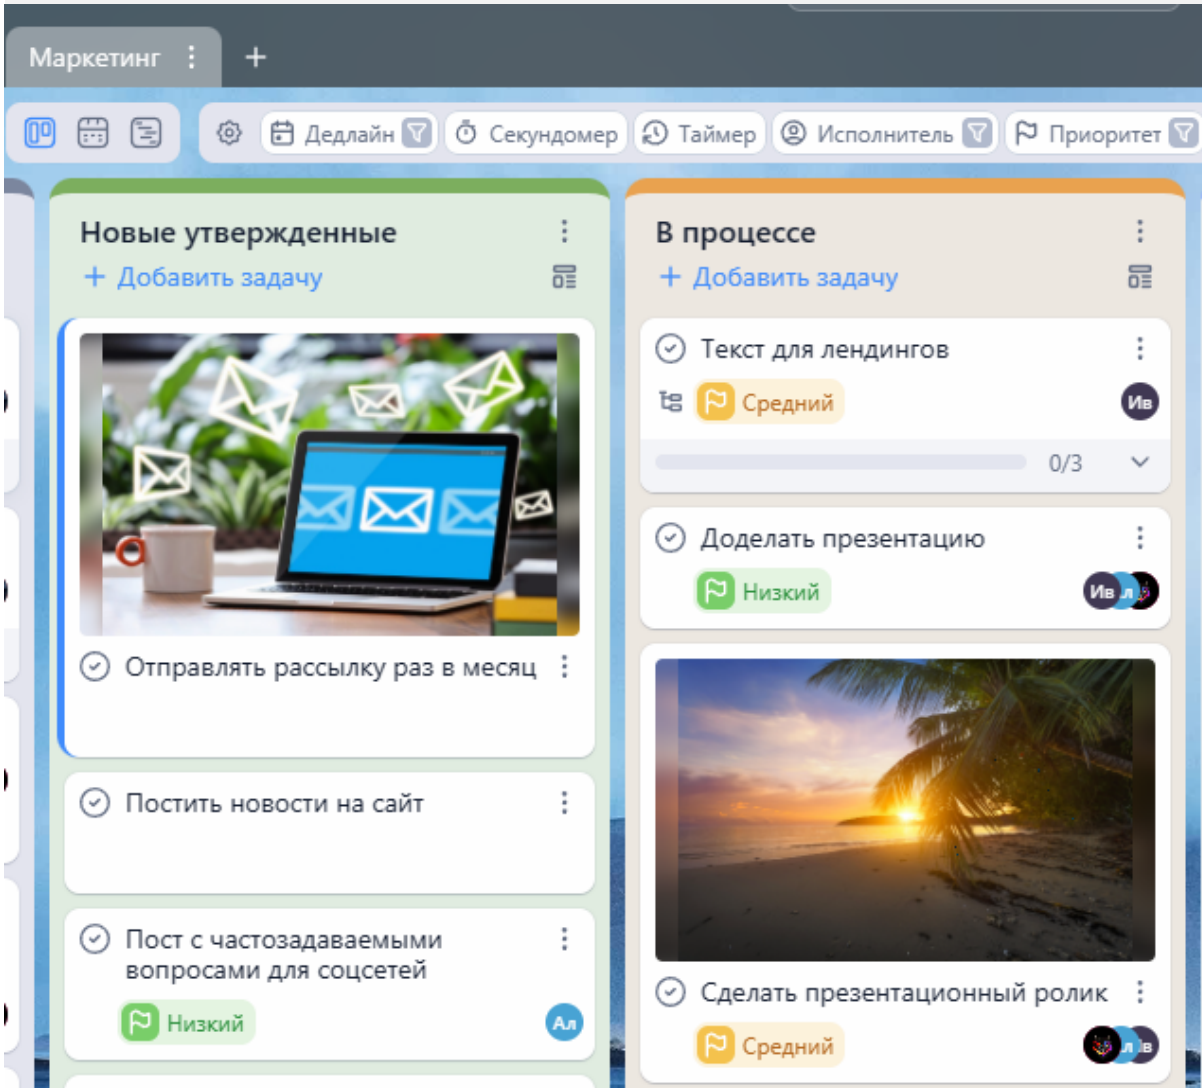 Маркетинг
Дедлайн Секундомер Таймер Исполнитель Приоритет
Новые утвержденные
+ Добавить задачу
Отправлять рассылку раз в месяц
Постить новости на сайт
Пост с частозадаваемыми
вопросами для соцсетей
Низкий Ал
В процессе
+ Добавить задачу
Текст для лендингов
Средний Ив
0/3
Доделать презентацию
Низкий Ив л
Сделать презентационный ролик
Средний л в